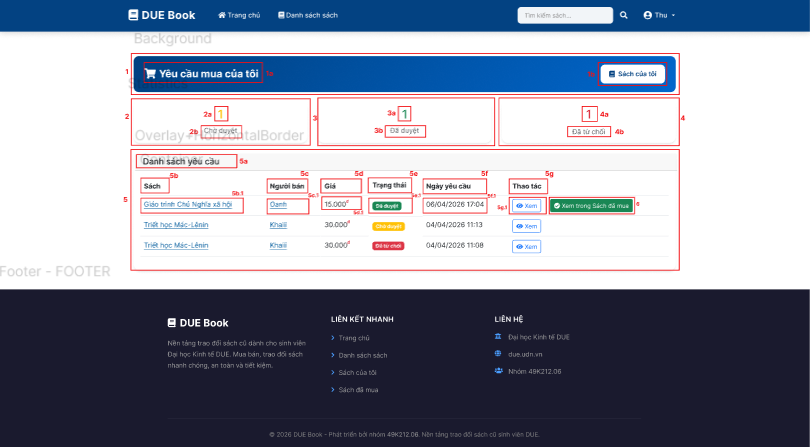 DUE Book
Trang chủ
Danh sách sách
Tìm kiếm sách...
Thu
Background
1
Yêu cầu mua của tôi
1a
Sách của tôi
2
2a
1
2b
Chờ duyệt
3
3a
1
3b
Đã duyệt
1
4a
Đã từ chối
4b
4
Overlay+HorizontalBorder
Danh sách yêu cầu
5a
5
5b
5c
5d
5e
5f
5g
Sách
Người bán
Giá
Trạng thái
Ngày yêu cầu
Thao tác
5b.1
5c.1
5d.1
5e.1
5f.1
5g.1
6
Giáo trình Chủ Nghĩa xã hội
Oanh
15.000đ
Đã duyệt
06/04/2026 17:04
Xem
Xem trong Sách đã mua
Triết học Mác-Lênin
Khaii
30.000đ
Chờ duyệt
04/04/2026 11:13
Xem
Triết học Mác-Lênin
Khaii
30.000đ
Đã từ chối
04/04/2026 11:08
Xem
Footer - FOOTER
DUE Book
Nền tảng trao đổi sách cũ dành cho sinh viên
Đại học Kinh tế DUE. Mua bán, trao đổi sách
nhanh chóng, an toàn và tiết kiệm.
LIÊN KẾT NHANH
Trang chủ
Danh sách sách
Sách của tôi
Sách đã mua
LIÊN HỆ
Đại học Kinh tế DUE
due.udn.vn
Nhóm 49K212.06
© 2026 DUE Book - Phát triển bởi nhóm 49K212.06. Nền tảng trao đổi sách cũ sinh viên DUE.